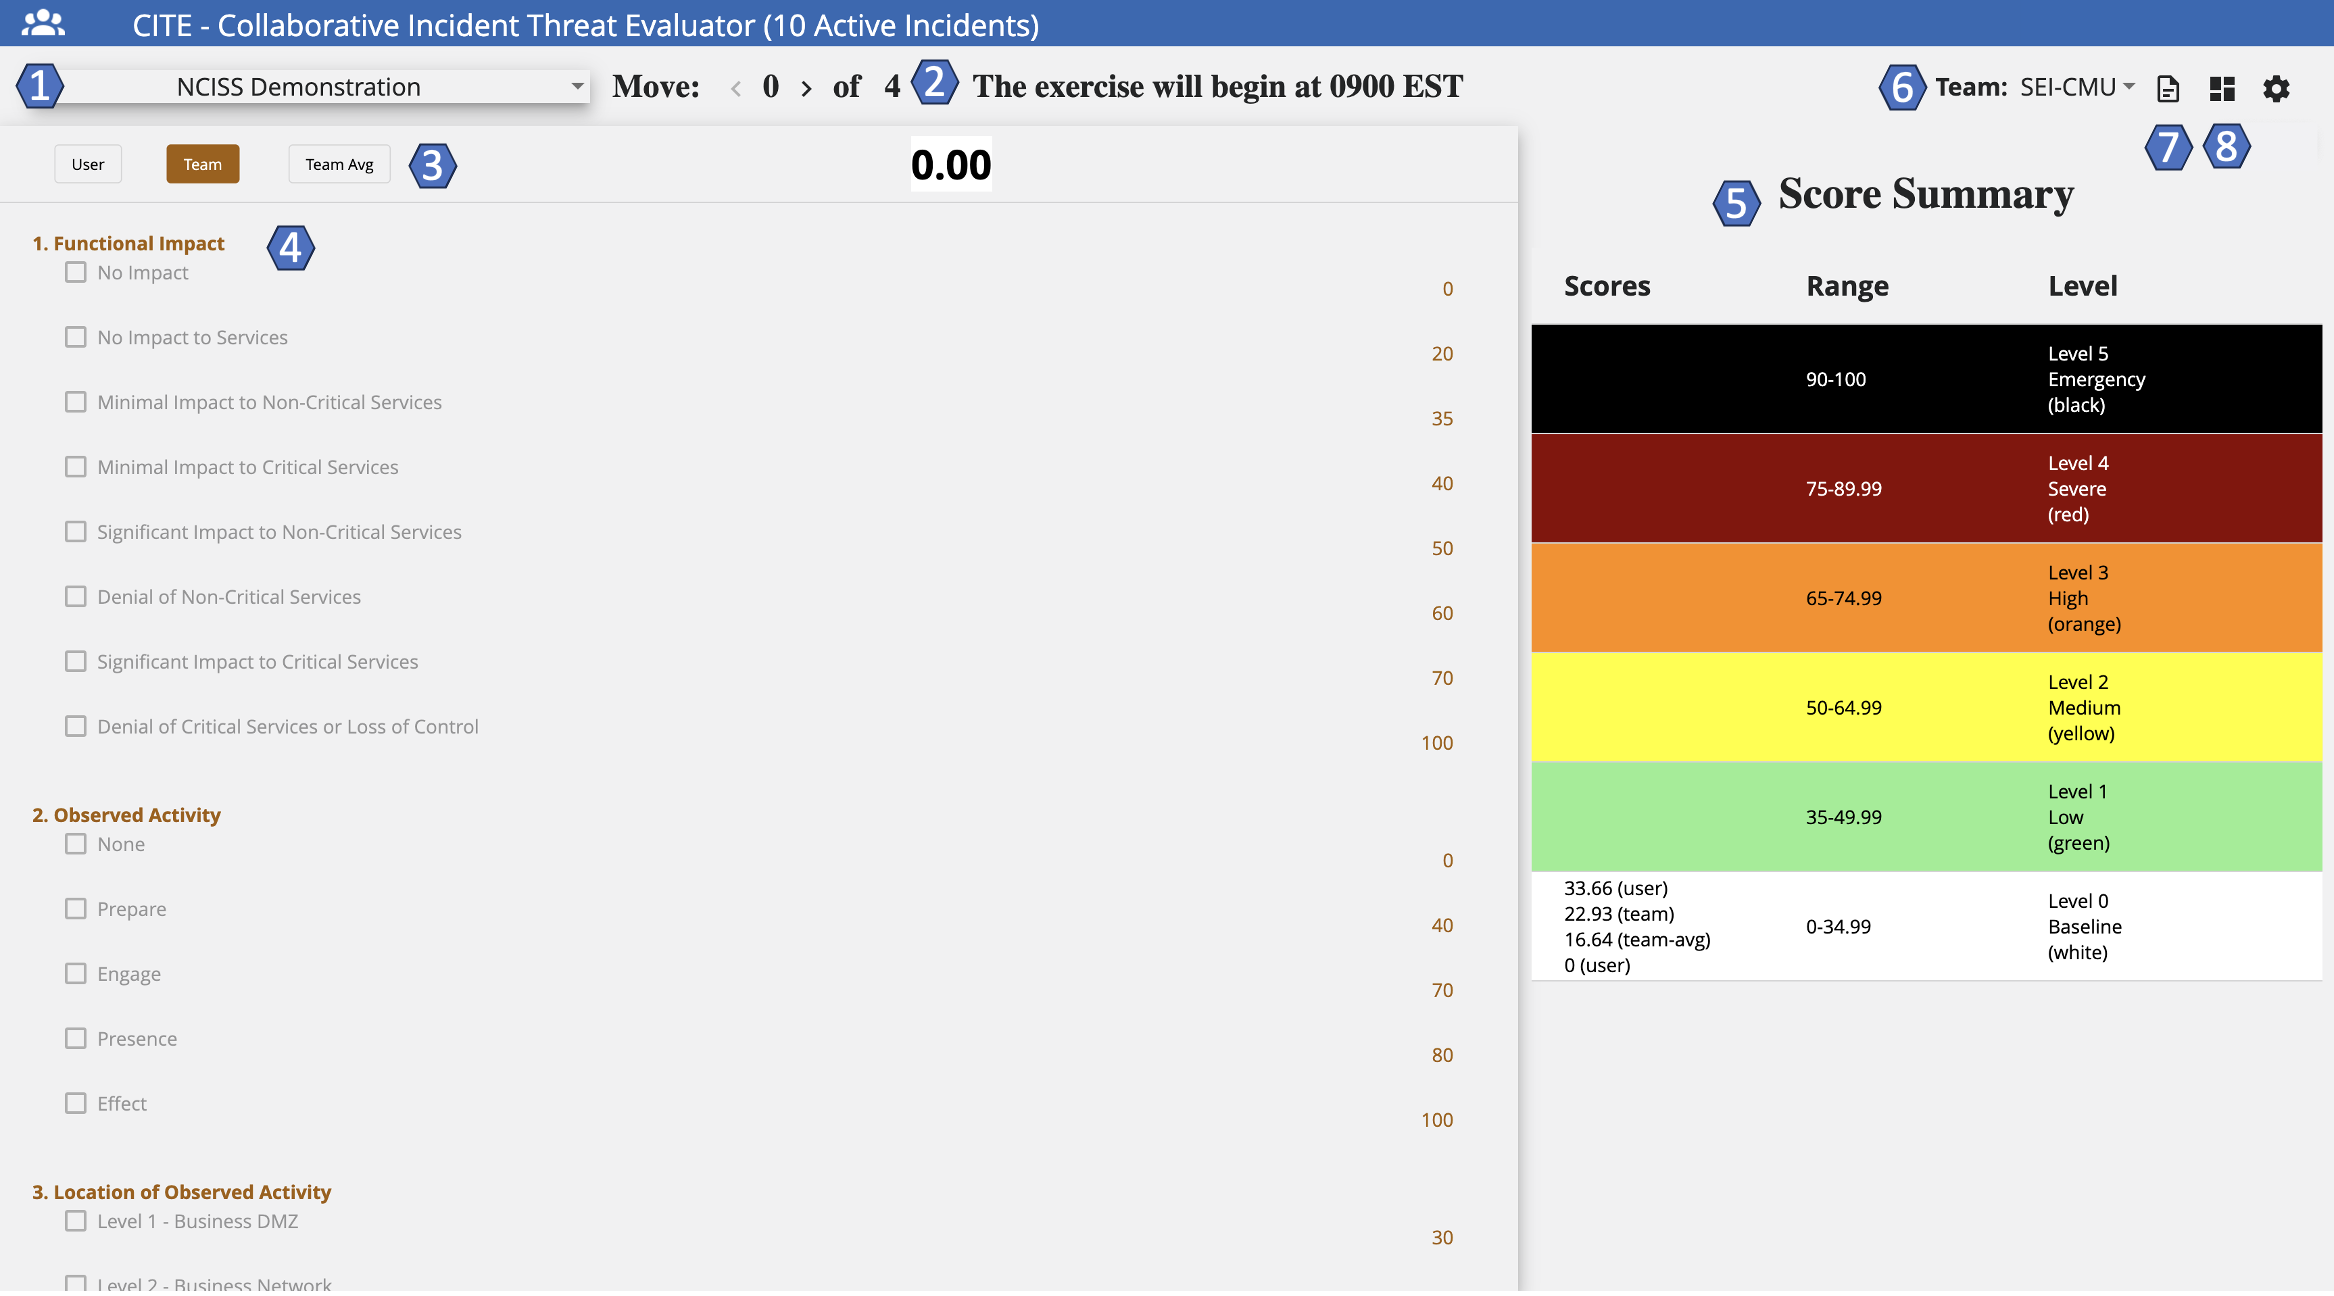 CITE - Collaborative Incident Threat Evaluator (10 Active Incidents)
1 NCISS Demonstration Move: < 0 > of 4 2 The exercise will begin at 0900 EST 6 Team: SEI-CMU
7 8
User Team Team Avg 3 0.00
5 Score Summary
1. Functional Impact 4
No Impact
0
No Impact to Services
20
Minimal Impact to Non-Critical Services
35
Minimal Impact to Critical Services
40
Significant Impact to Non-Critical Services
50
Denial of Non-Critical Services
60
Significant Impact to Critical Services
70
Denial of Critical Services or Loss of Control
100
2. Observed Activity
None
0
Prepare
40
Engage
70
Presence
80
Effect
100
3. Location of Observed Activity
Level 1 - Business DMZ
30
Level 2 - Business Network
Scores Range Level
90-100
Level 5
Emergency
(black)
75-89.99
Level 4
Severe
(red)
65-74.99
Level 3
High
(orange)
50-64.99
Level 2
Medium
(yellow)
35-49.99
Level 1
Low
(green)
33.66 (user)
22.93 (team)
16.64 (team-avg)
0 (user)
0-34.99
Level 0
Baseline
(white)